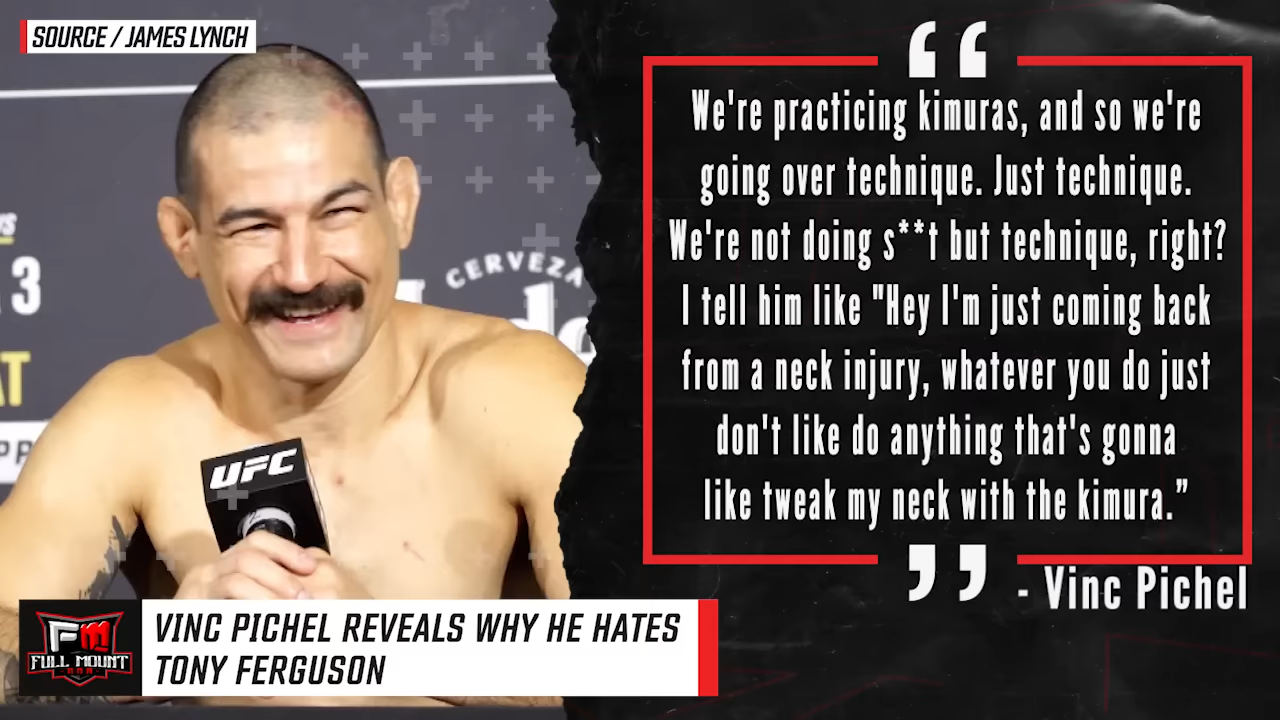 SOURCE / JAMES LYNCH
“
We're practicing kimuras, and so we're
going over technique. Just technique.
We're not doing s**t but technique, right?
I tell him like "Hey I'm just coming back
from a neck injury, whatever you do just
don't like do anything that's gonna
like tweak my neck with the kimura.”
”
- Vinc Pichel
CERVEZA
3
AT
UFC
FM
FULL MOUNT
VINC PICHEL REVEALS WHY HE HATES
TONY FERGUSON